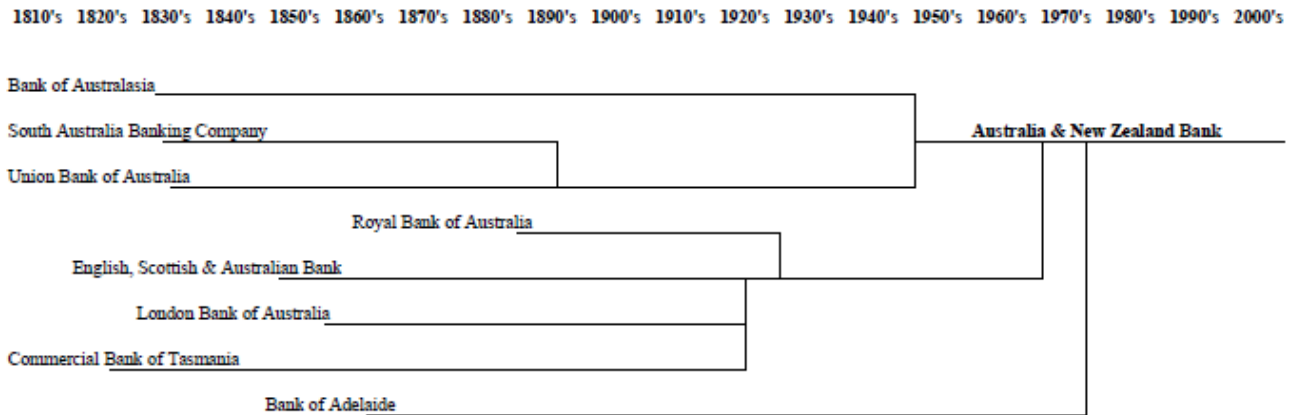 1810's 1820's 1830's 1840's 1850's 1860's 1870's 1880's 1890's 1900's 1910's 1920's 1930's 1940's 1950's 1960's 1970's 1980's 1990's 2000's
Bank of Australasia
South Australia Banking Company
Australia & New Zealand Bank
Union Bank of Australia
Royal Bank of Australia
English, Scottish & Australian Bank
London Bank of Australia
Commercial Bank of Tasmania
Bank of Adelaide